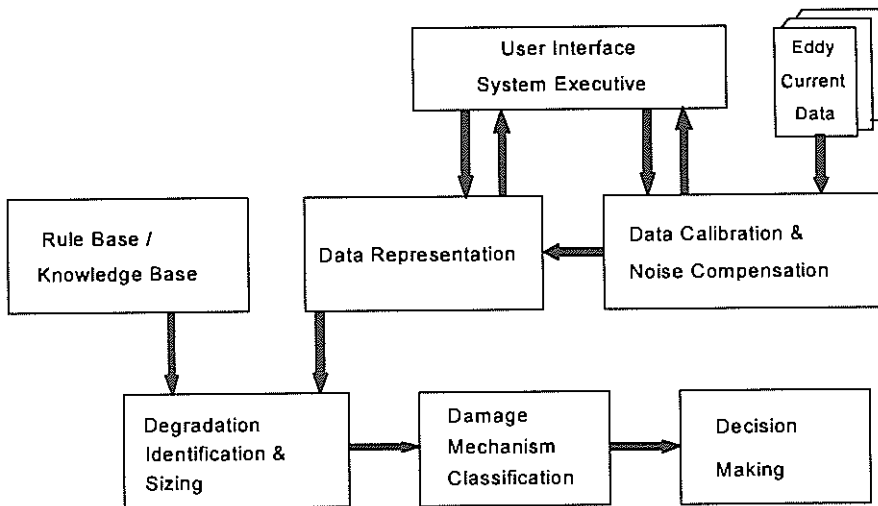 User Interface
System Executive
Eddy
Current
Data
Rule Base /
Knowledge Base
Data Representation
Data Calibration &
Noise Compensation
Degradation
Identification &
Sizing
Damage
Mechanism
Classification
Decision
Making